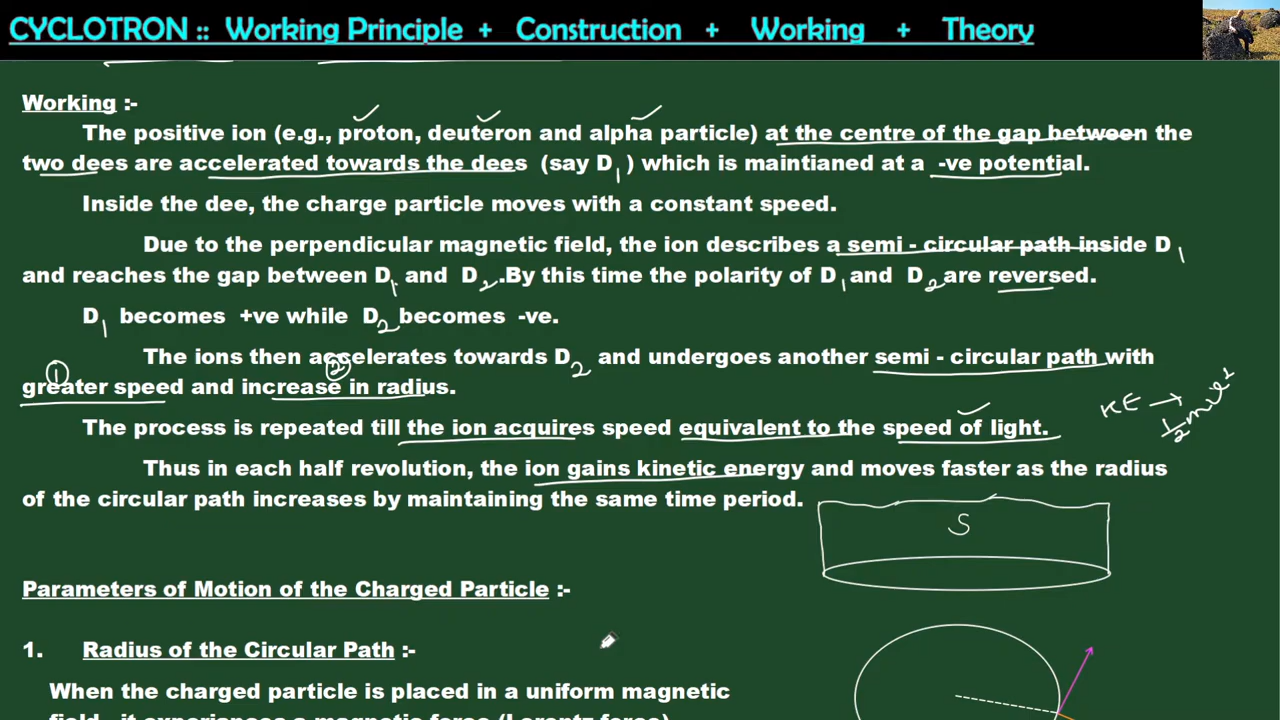 CYCLOTRON :: Working Principle + Construction + Working + Theory
Working :-
The positive ion (e.g., proton, deuteron and alpha particle) at the centre of the gap between the
two dees are accelerated towards the dees (say D1) which is maintianed at a -ve potential.
Inside the dee, the charge particle moves with a constant speed.
Due to the perpendicular magnetic field, the ion describes a semi - circular path inside D1
and reaches the gap between D1 and D2.By this time the polarity of D1 and D2 are reversed.
D1 becomes +ve while D2 becomes -ve.
The ions then accelerates towards D2 and undergoes another semi - circular path with
1 2
greater speed and increase in radius.
KE → 1/2
The process is repeated till the ion acquires speed equivalent to the speed of light.
Thus in each half revolution, the ion gains kinetic energy and moves faster as the radius
of the circular path increases by maintaining the same time period.
S
Parameters of Motion of the Charged Particle :-
1. Radius of the Circular Path :-
When the charged particle is placed in a uniform magnetic
field, it experiences a magnetic force (Lorentz force)